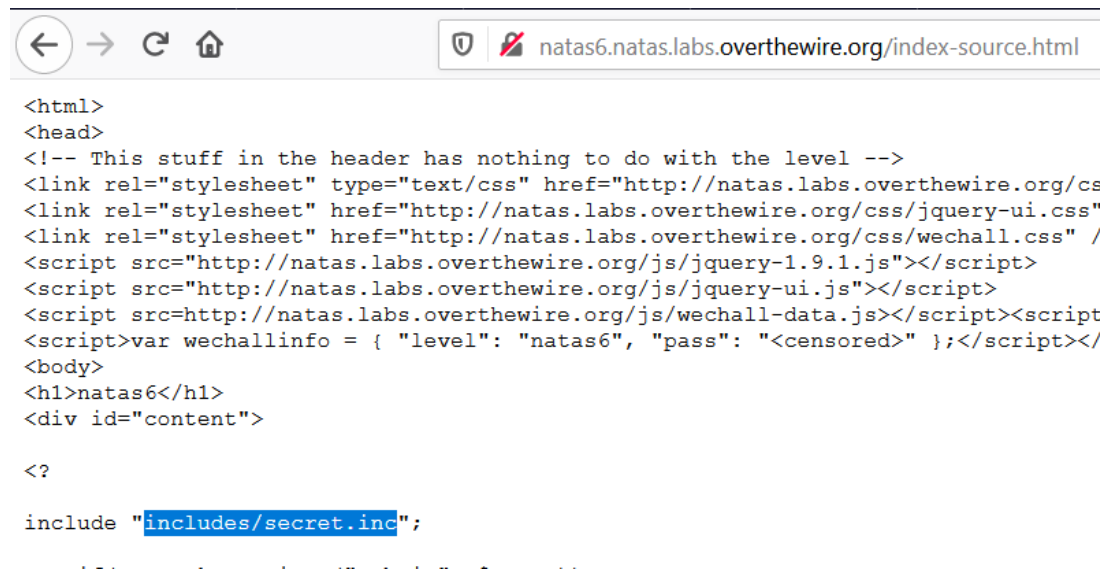 natas6.natas.labs.overthewire.org/index-source.html
<html>
<head>
<!-- This stuff in the header has nothing to do with the level -->
<link rel="stylesheet" type="text/css" href="http://natas.labs.overthewire.org/cs
<link rel="stylesheet" href="http://natas.labs.overthewire.org/css/jquery-ui.css"
<link rel="stylesheet" href="http://natas.labs.overthewire.org/css/wechall.css" /
<script src="http://natas.labs.overthewire.org/js/jquery-1.9.1.js"></script>
<script src="http://natas.labs.overthewire.org/js/jquery-ui.js"></script>
<script src=http://natas.labs.overthewire.org/js/wechall-data.js></script><script
<script>var wechallinfo = { "level": "natas6", "pass": "<censored>" };</script></
<body>
<h1>natas6</h1>
<div id="content">
<?
include "includes/secret.inc";